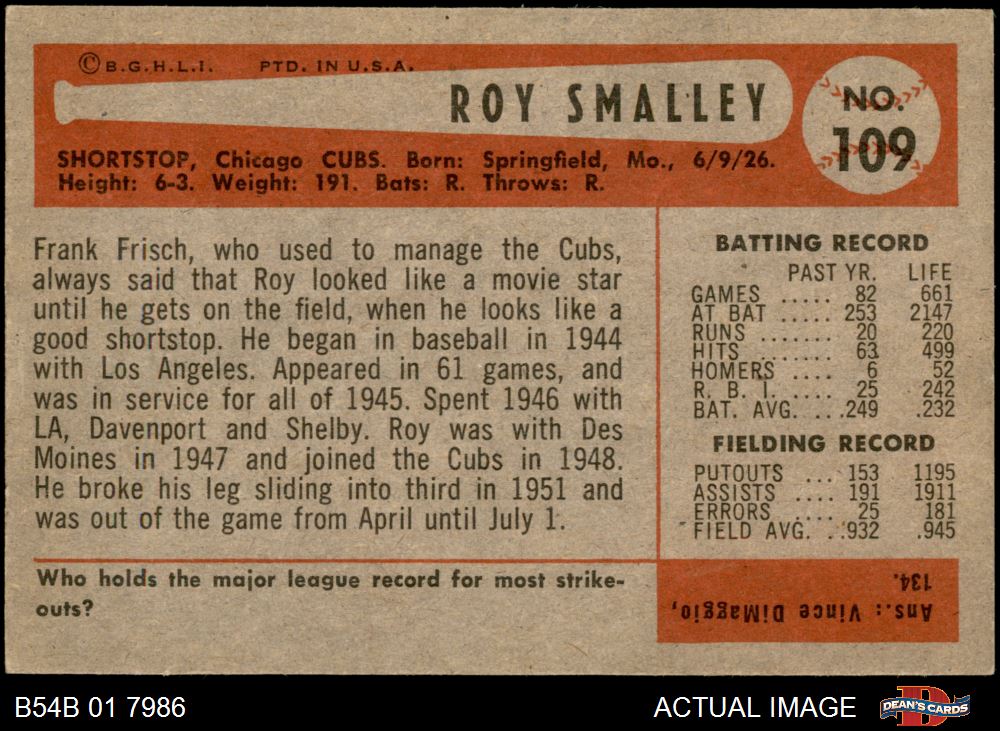 © B.G.H.L.I. PTD. IN U.S.A.
ROY SMALLEY
NO.
109
SHORTSTOP, Chicago CUBS. Born: Springfield, Mo., 6/9/26.
Height: 6-3. Weight: 191. Bats: R. Throws: R.
Frank Frisch, who used to manage the Cubs,
always said that Roy looked like a movie star
until he gets on the field, when he looks like a
good shortstop. He began in baseball in 1944
with Los Angeles. Appeared in 61 games, and
was in service for all of 1945. Spent 1946 with
LA, Davenport and Shelby. Roy was with Des
Moines in 1947 and joined the Cubs in 1948.
He broke his leg sliding into third in 1951 and
was out of the game from April until July 1.
BATTING RECORD
PAST YR. LIFE
GAMES ..... 82 661
AT BAT ..... 253 2147
RUNS ....... 20 220
HITS ....... 63 499
HOMERS .... 6 52
R. B. I. .... 25 242
BAT. AVG. ...249 .232
FIELDING RECORD
PUTOUTS ... 153 1195
ASSISTS .... 191 1911
ERRORS .... 25 181
FIELD AVG. ..932 .945
Who holds the major league record for most strike-
outs?
Ans.: Vince DiMaggio,
134.
B54B 01 7986
ACTUAL IMAGE
D
DEAN'S CARDS